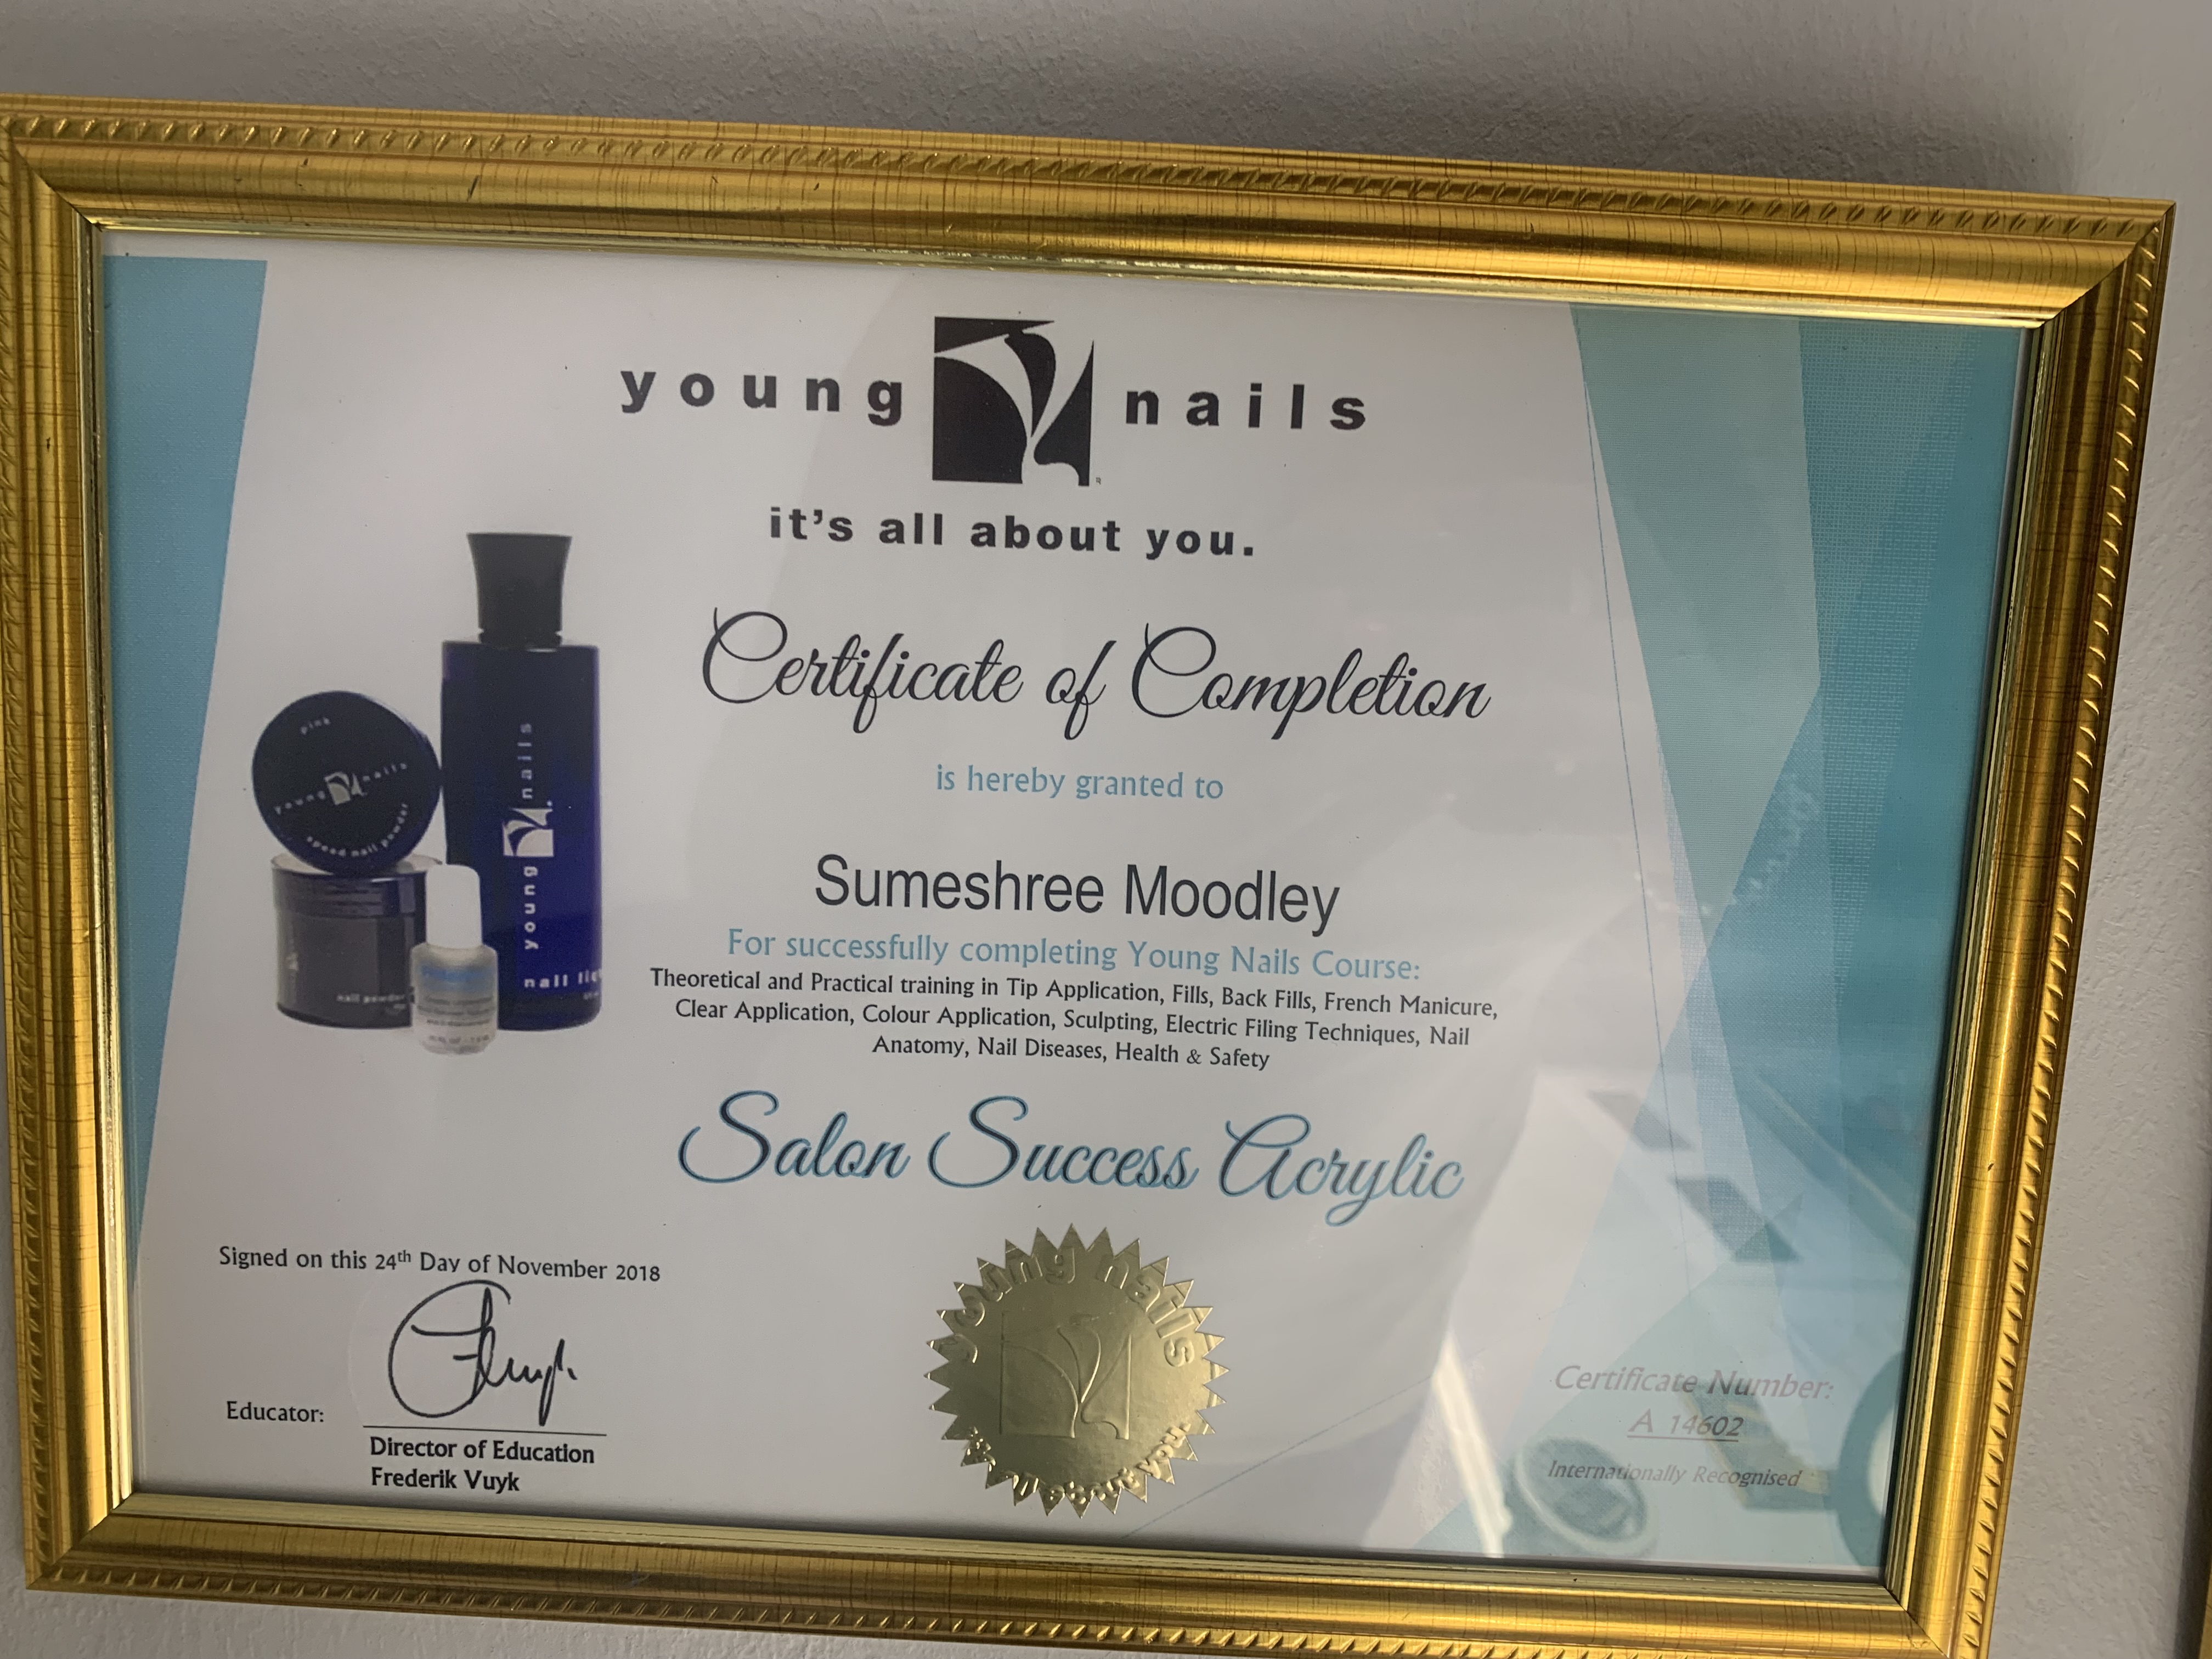 young nails
it's all about you.
Certificate of Completion
is hereby granted to
Sumeshree Moodley
For successfully completing Young Nails Course:
Theoretical and Practical training in Tip Application, Fills, Back Fills, French Manicure,
Clear Application, Colour Application, Sculpting, Electric Filing Techniques, Nail
Anatomy, Nail Diseases, Health & Safety
Salon Success Acrylic
pink
young nails
speed nail powder
nail powder
young nails
nail liq
Signed on this 24th Day of November 2018
Educator:
Director of Education
Frederik Vuyk
young nails
it's all about you.
Certificate Number:
A 14602
Internationally Recognised